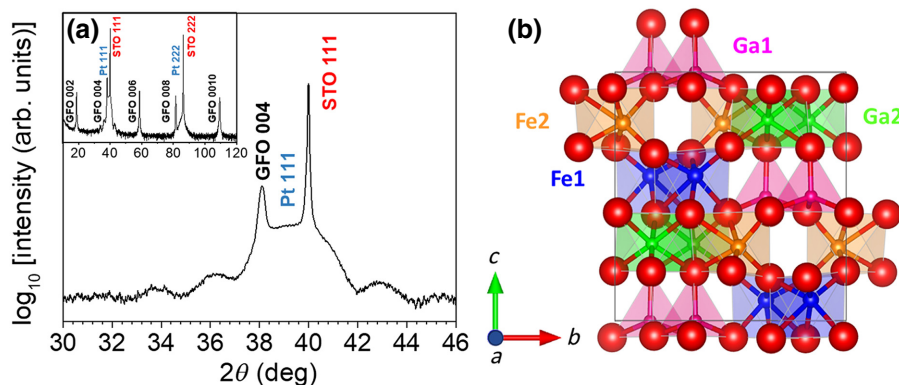 (a)
log10 [intensity (arb. units)]
GFO 002
GFO 004
Pt 111
STO 111
GFO 006
GFO 008
Pt 222
STO 222
GFO 0010
10 20 40 60 80 100 120
GFO 004
Pt 111
STO 111
30 32 34 36 38 40 42 44 46
2θ (deg)
(b)
Ga1
Fe2
Ga2
Fe1
c
a
b